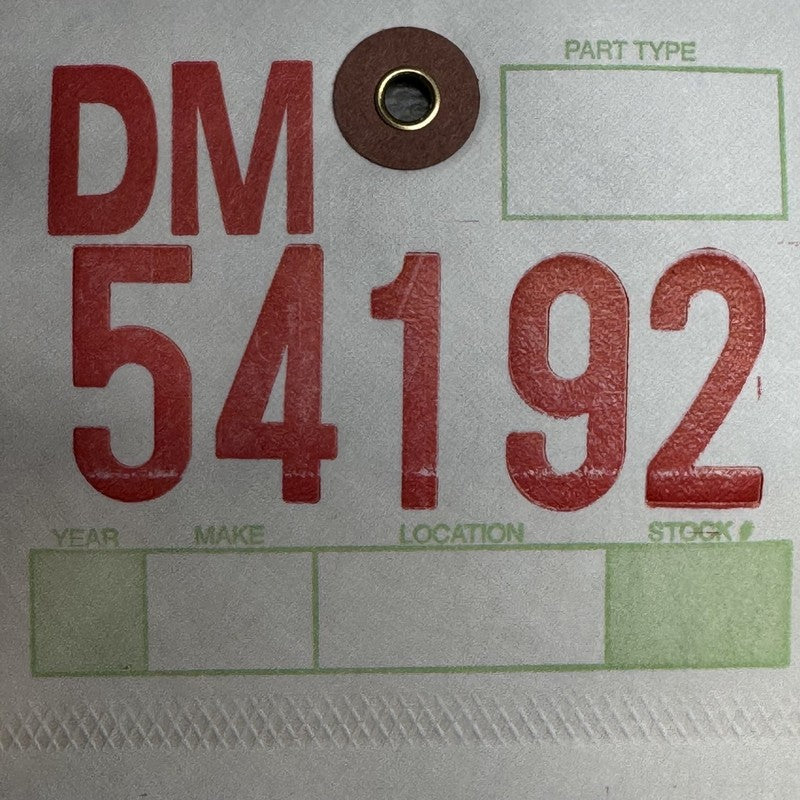 DM
PART TYPE
54192
YEAR MAKE LOCATION STOCK #